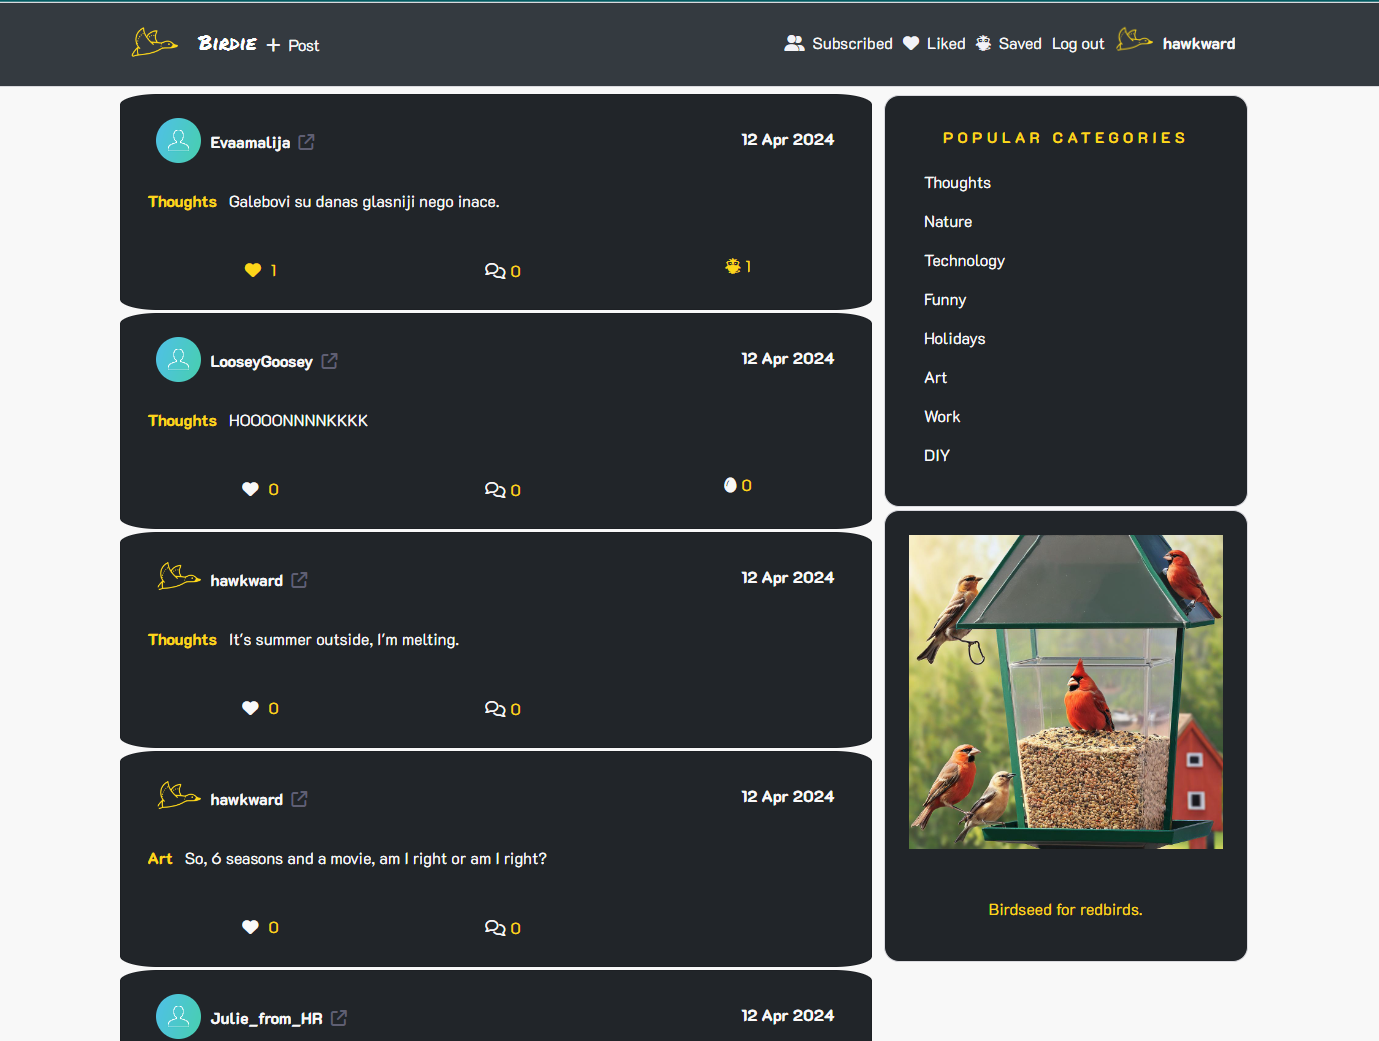 Birdie + Post Subscribed Liked Saved Log out hawkward
Evaamalija 12 Apr 2024
Thoughts Galebovi su danas glasniji nego inace.
1 0 1
LooseyGoosey 12 Apr 2024
Thoughts HOOOONNNNKKKK
0 0 0
hawkward 12 Apr 2024
Thoughts It's summer outside, I'm melting.
0 0
hawkward 12 Apr 2024
Art So, 6 seasons and a movie, am I right or am I right?
0 0
Julie_from_HR 12 Apr 2024
POPULAR CATEGORIES
Thoughts
Nature
Technology
Funny
Holidays
Art
Work
DIY
Birdseed for redbirds.